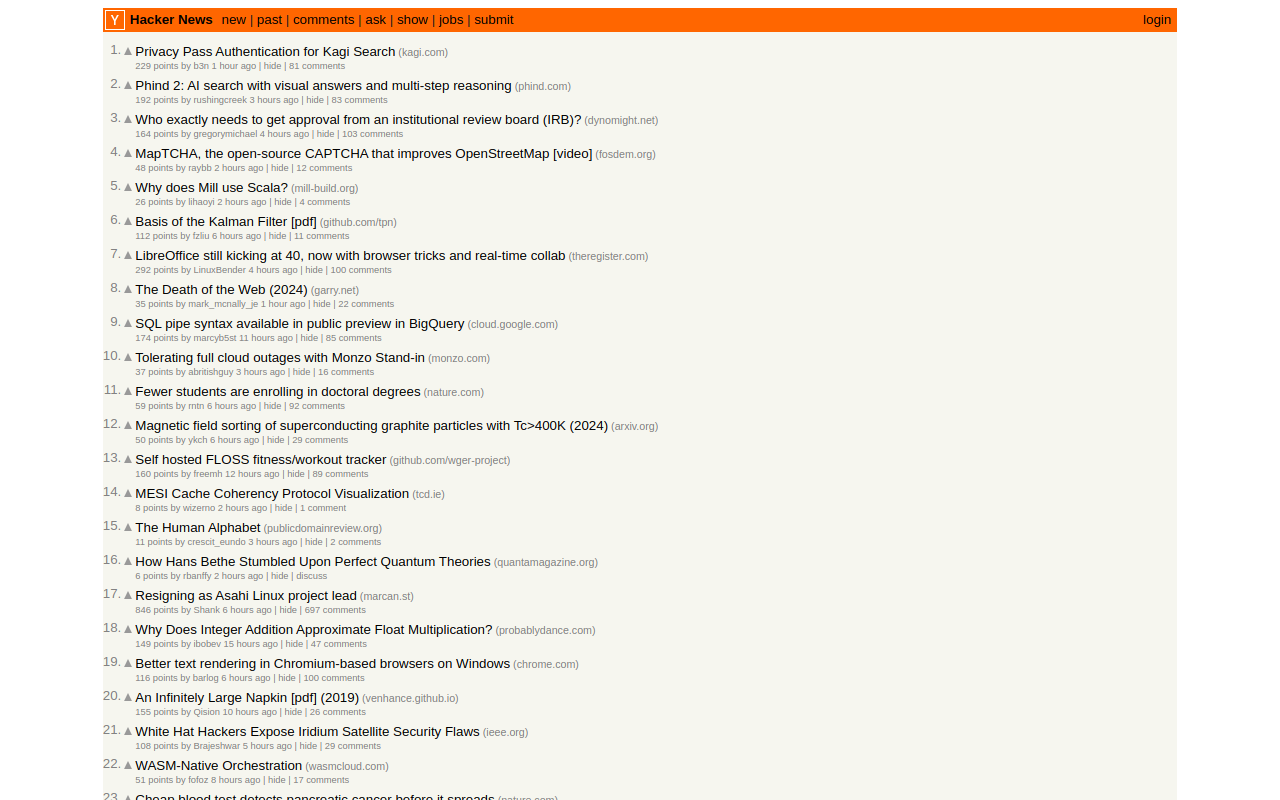 Y Hacker News new | past | comments | ask | show | jobs | submit login
1. Privacy Pass Authentication for Kagi Search (kagi.com)
229 points by b3n 1 hour ago | hide | 81 comments
2. Phind 2: AI search with visual answers and multi-step reasoning (phind.com)
192 points by rushingcreek 3 hours ago | hide | 83 comments
3. Who exactly needs to get approval from an institutional review board (IRB)? (dynomight.net)
164 points by gregorymichael 4 hours ago | hide | 103 comments
4. MapTCHA, the open-source CAPTCHA that improves OpenStreetMap [video] (fosdem.org)
48 points by raybb 2 hours ago | hide | 12 comments
5. Why does Mill use Scala? (mill-build.org)
26 points by lihaoyi 2 hours ago | hide | 4 comments
6. Basis of the Kalman Filter [pdf] (github.com/tpn)
112 points by fzliu 6 hours ago | hide | 11 comments
7. LibreOffice still kicking at 40, now with browser tricks and real-time collab (theregister.com)
292 points by LinuxBender 4 hours ago | hide | 100 comments
8. The Death of the Web (2024) (garry.net)
35 points by mark_mcnally_je 1 hour ago | hide | 22 comments
9. SQL pipe syntax available in public preview in BigQuery (cloud.google.com)
174 points by marcyb5st 11 hours ago | hide | 85 comments
10. Tolerating full cloud outages with Monzo Stand-in (monzo.com)
37 points by abritishguy 3 hours ago | hide | 16 comments
11. Fewer students are enrolling in doctoral degrees (nature.com)
59 points by rntn 6 hours ago | hide | 92 comments
12. Magnetic field sorting of superconducting graphite particles with Tc>400K (2024) (arxiv.org)
50 points by ykch 6 hours ago | hide | 29 comments
13. Self hosted FLOSS fitness/workout tracker (github.com/wger-project)
160 points by freemh 12 hours ago | hide | 89 comments
14. MESI Cache Coherency Protocol Visualization (tcd.ie)
8 points by wizerno 2 hours ago | hide | 1 comment
15. The Human Alphabet (publicdomainreview.org)
11 points by crescit_eundo 3 hours ago | hide | 2 comments
16. How Hans Bethe Stumbled Upon Perfect Quantum Theories (quantamagazine.org)
6 points by rbanffy 2 hours ago | hide | discuss
17. Resigning as Asahi Linux project lead (marcan.st)
846 points by Shank 6 hours ago | hide | 697 comments
18. Why Does Integer Addition Approximate Float Multiplication? (probablydance.com)
149 points by ibobev 15 hours ago | hide | 47 comments
19. Better text rendering in Chromium-based browsers on Windows (chrome.com)
116 points by barlog 6 hours ago | hide | 100 comments
20. An Infinitely Large Napkin [pdf] (2019) (venhance.github.io)
155 points by Qision 10 hours ago | hide | 26 comments
21. White Hat Hackers Expose Iridium Satellite Security Flaws (ieee.org)
108 points by Brajeshwar 5 hours ago | hide | 29 comments
22. WASM-Native Orchestration (wasmcloud.com)
51 points by fofoz 8 hours ago | hide | 17 comments
23. Cheap blood test detects pancreatic cancer before it spreads (nature.com)